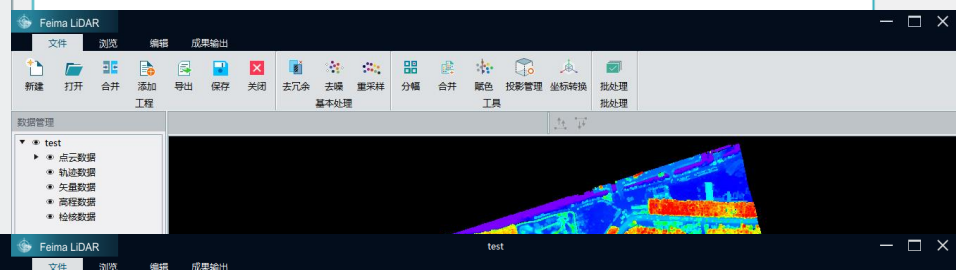 Feima LiDAR
文件 浏览 编辑 成果输出
新建 打开 合并 添加 导出 保存 关闭 去冗余 去噪 重采样 分幅 合并 赋色 投影管理 坐标转换 批处理
工程 基本处理 工具 批处理
数据管理
test
点云数据
轨迹数据
矢量数据
高程数据
检核数据
Feima LiDAR test
文件 浏览 编辑 成果输出